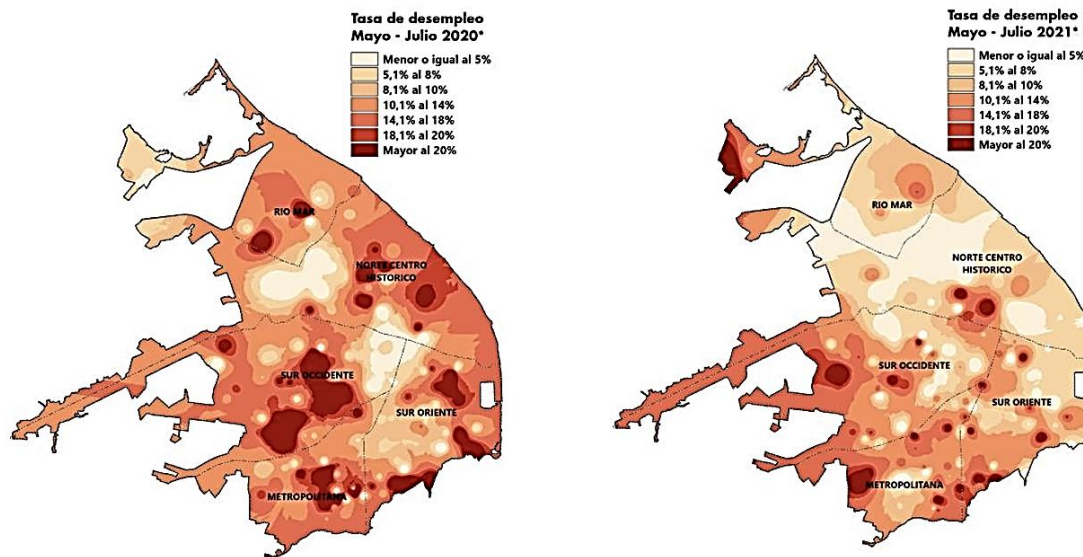 Tasa de desempleo
Mayo - Julio 2020*
Menor o igual al 5%
5,1% al 8%
8,1% al 10%
10,1% al 14%
14,1% al 18%
18,1% al 20%
Mayor al 20%
RIO MAR
NORTE CENTRO
HISTORICO
SUR OCCIDENTE
SUR ORIENTE
METROPOLITANA
Tasa de desempleo
Mayo - Julio 2021*
Menor o igual al 5%
5,1% al 8%
8,1% al 10%
10,1% al 14%
14,1% al 18%
18,1% al 20%
Mayor al 20%
RIO MAR
NORTE CENTRO
HISTORICO
SUR OCCIDENTE
SUR ORIENTE
METROPOLITANA